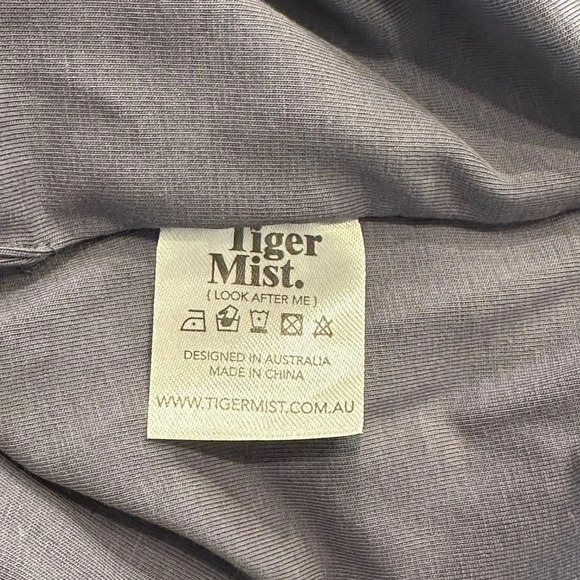 Tiger
Mist.
{ LOOK AFTER ME }
DESIGNED IN AUSTRALIA
MADE IN CHINA
WWW.TIGERMIST.COM.AU